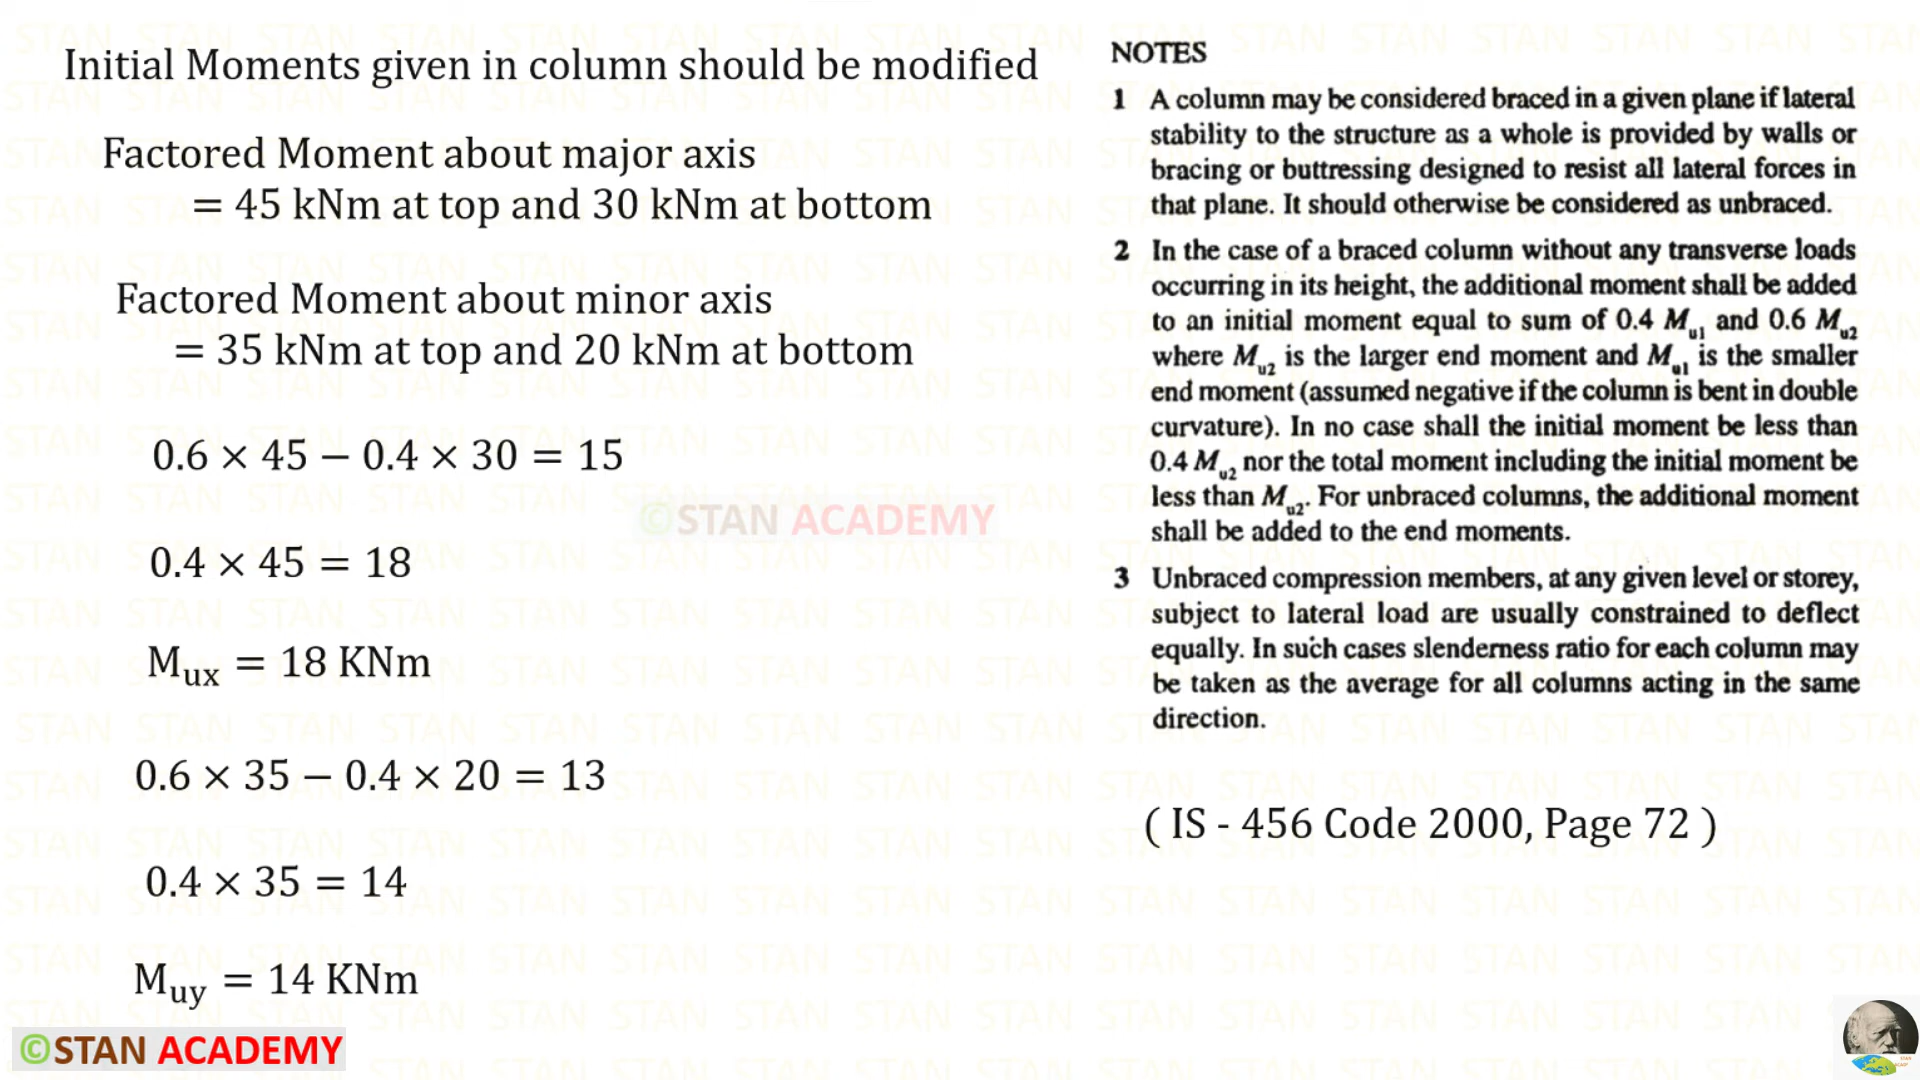 Initial Moments given in column should be modified
Factored Moment about major axis
= 45 kNm at top and 30 kNm at bottom
Factored Moment about minor axis
= 35 kNm at top and 20 kNm at bottom
0.6 × 45 − 0.4 × 30 = 15
0.4 × 45 = 18
Mux = 18 KNm
0.6 × 35 − 0.4 × 20 = 13
0.4 × 35 = 14
Muy = 14 KNm
©STAN ACADEMY
©STAN ACADEMY
NOTES
1 A column may be considered braced in a given plane if lateral
stability to the structure as a whole is provided by walls or
bracing or buttressing designed to resist all lateral forces in
that plane. It should otherwise be considered as unbraced.
2 In the case of a braced column without any transverse loads
occurring in its height, the additional moment shall be added
to an initial moment equal to sum of 0.4 Mu1 and 0.6 Mu2
where Mu2 is the larger end moment and Mu1 is the smaller
end moment (assumed negative if the column is bent in double
curvature). In no case shall the initial moment be less than
0.4 Mu2 nor the total moment including the initial moment be
less than Mu2. For unbraced columns, the additional moment
shall be added to the end moments.
3 Unbraced compression members, at any given level or storey,
subject to lateral load are usually constrained to deflect
equally. In such cases slenderness ratio for each column may
be taken as the average for all columns acting in the same
direction.
( IS - 456 Code 2000, Page 72 )